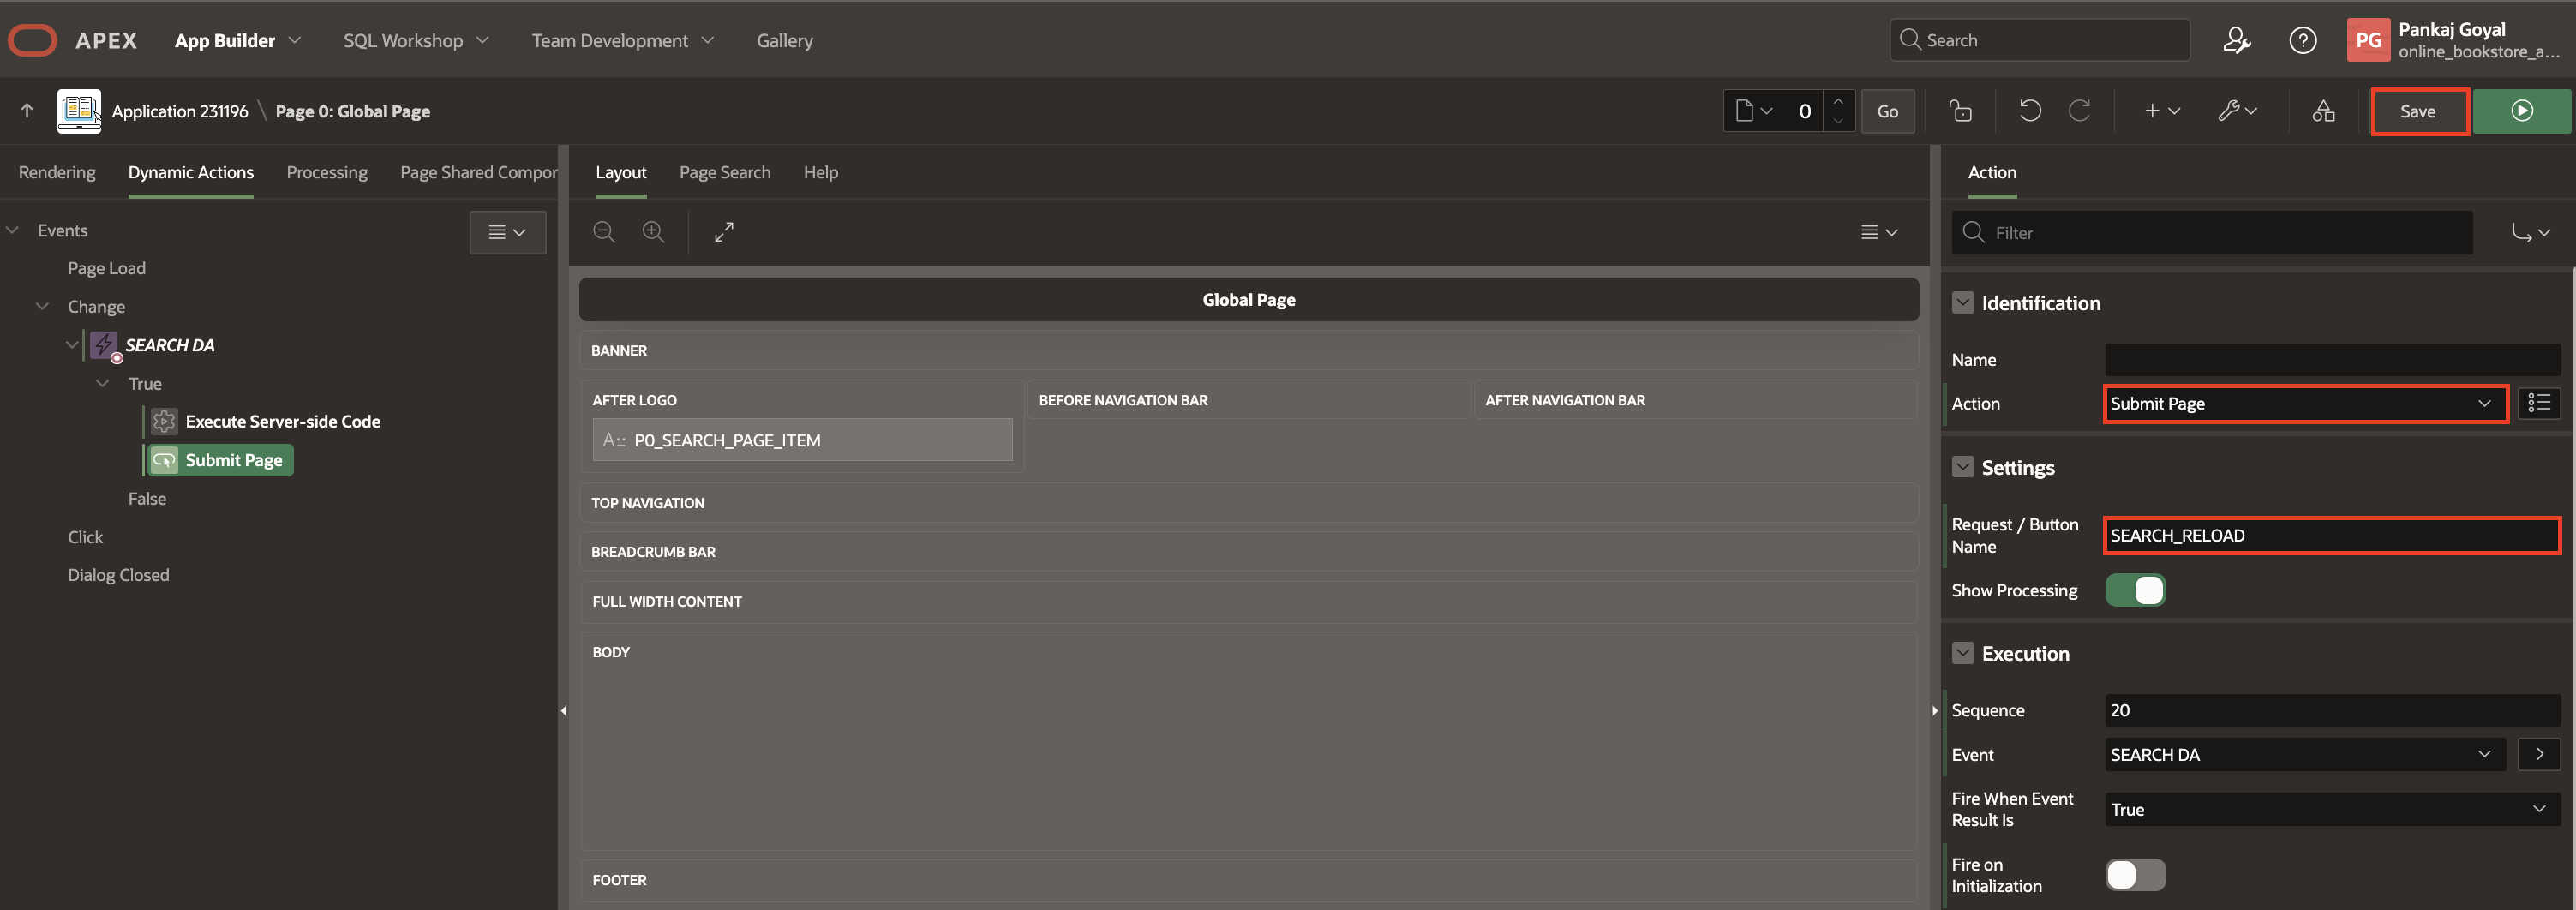 APEX App Builder SQL Workshop Team Development Gallery Search PG Pankaj Goyal
online_bookstore_a...
Application 231196 \ Page 0: Global Page 0 Go Save
Rendering Dynamic Actions Processing Page Shared Compor
Layout Page Search Help
Action
Events
Page Load
Change
SEARCH DA
True
Execute Server-side Code
Submit Page
False
Click
Dialog Closed
Global Page
BANNER
AFTER LOGO BEFORE NAVIGATION BAR AFTER NAVIGATION BAR
A P0_SEARCH_PAGE_ITEM
TOP NAVIGATION
BREADCRUMB BAR
FULL WIDTH CONTENT
BODY
FOOTER
Filter
Identification
Name
Action Submit Page
Settings
Request / Button
Name
SEARCH_RELOAD
Show Processing
Execution
Sequence 20
Event SEARCH DA
Fire When Event
Result Is
True
Fire on
Initialization